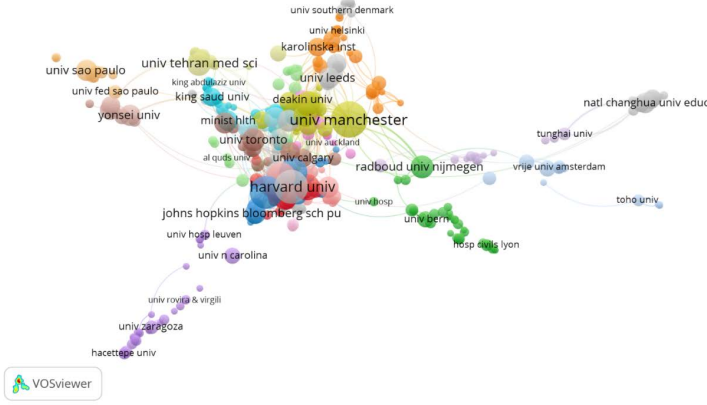 univ southern denmark
univ helsinki
karolinska inst
univ tehran med sci
univ sao paulo
univ leeds
king abdulaziz univ
univ fed sao paulo
king saud univ
deakin univ
natl changhua univ educ
yonsei univ
minist hlth
univ manchester
tunghai univ
univ toronto
univ auckland
al quds univ
univ calgary
radboud univ nijmegen
vrije univ amsterdam
harvard univ
univ hosp
toho univ
johns hopkins bloomberg sch pu
univ bern
univ hosp leuven
hosp civils lyon
univ n carolina
univ rovira & virgili
univ zaragoza
hacettepe univ
VOSviewer